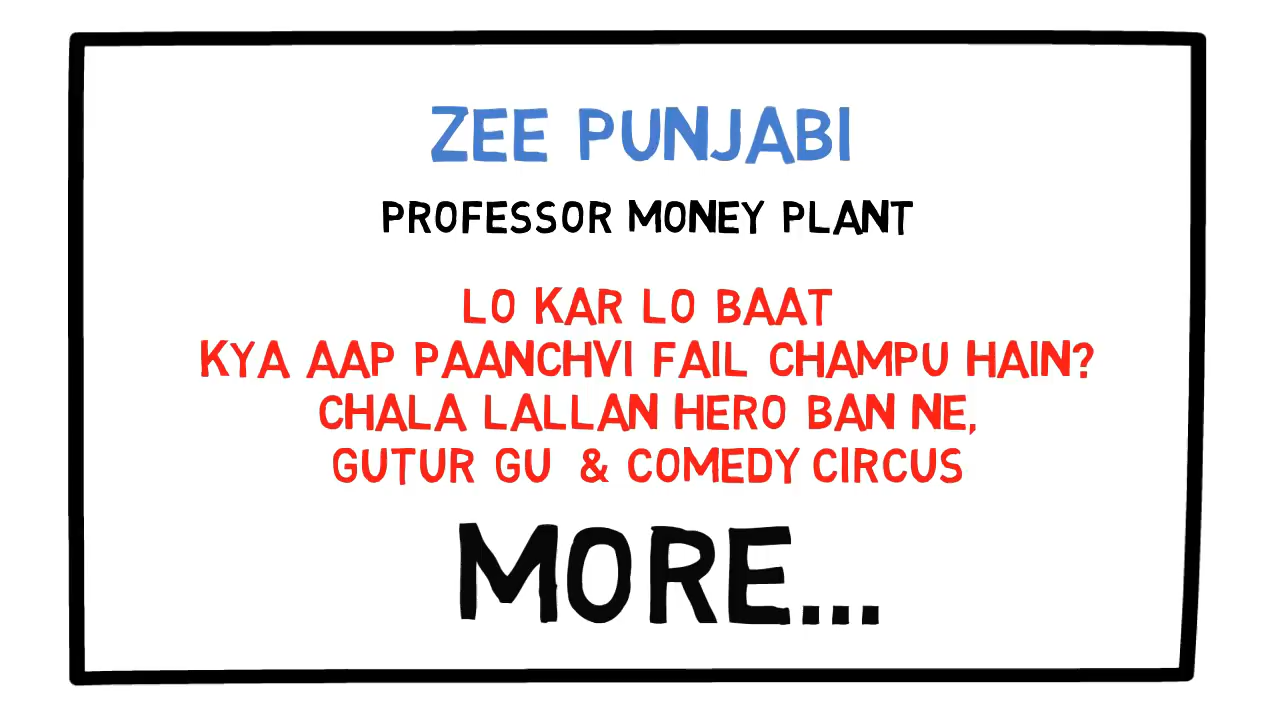 ZEE PUNJABI
PROFESSOR MONEY PLANT
LO KAR LO BAAT
KYA AAP PAANCHVI FAIL CHAMPU HAIN?
CHALA LALLAN HERO BAN NE,
GUTUR GU & COMEDY CIRCUS
MORE...